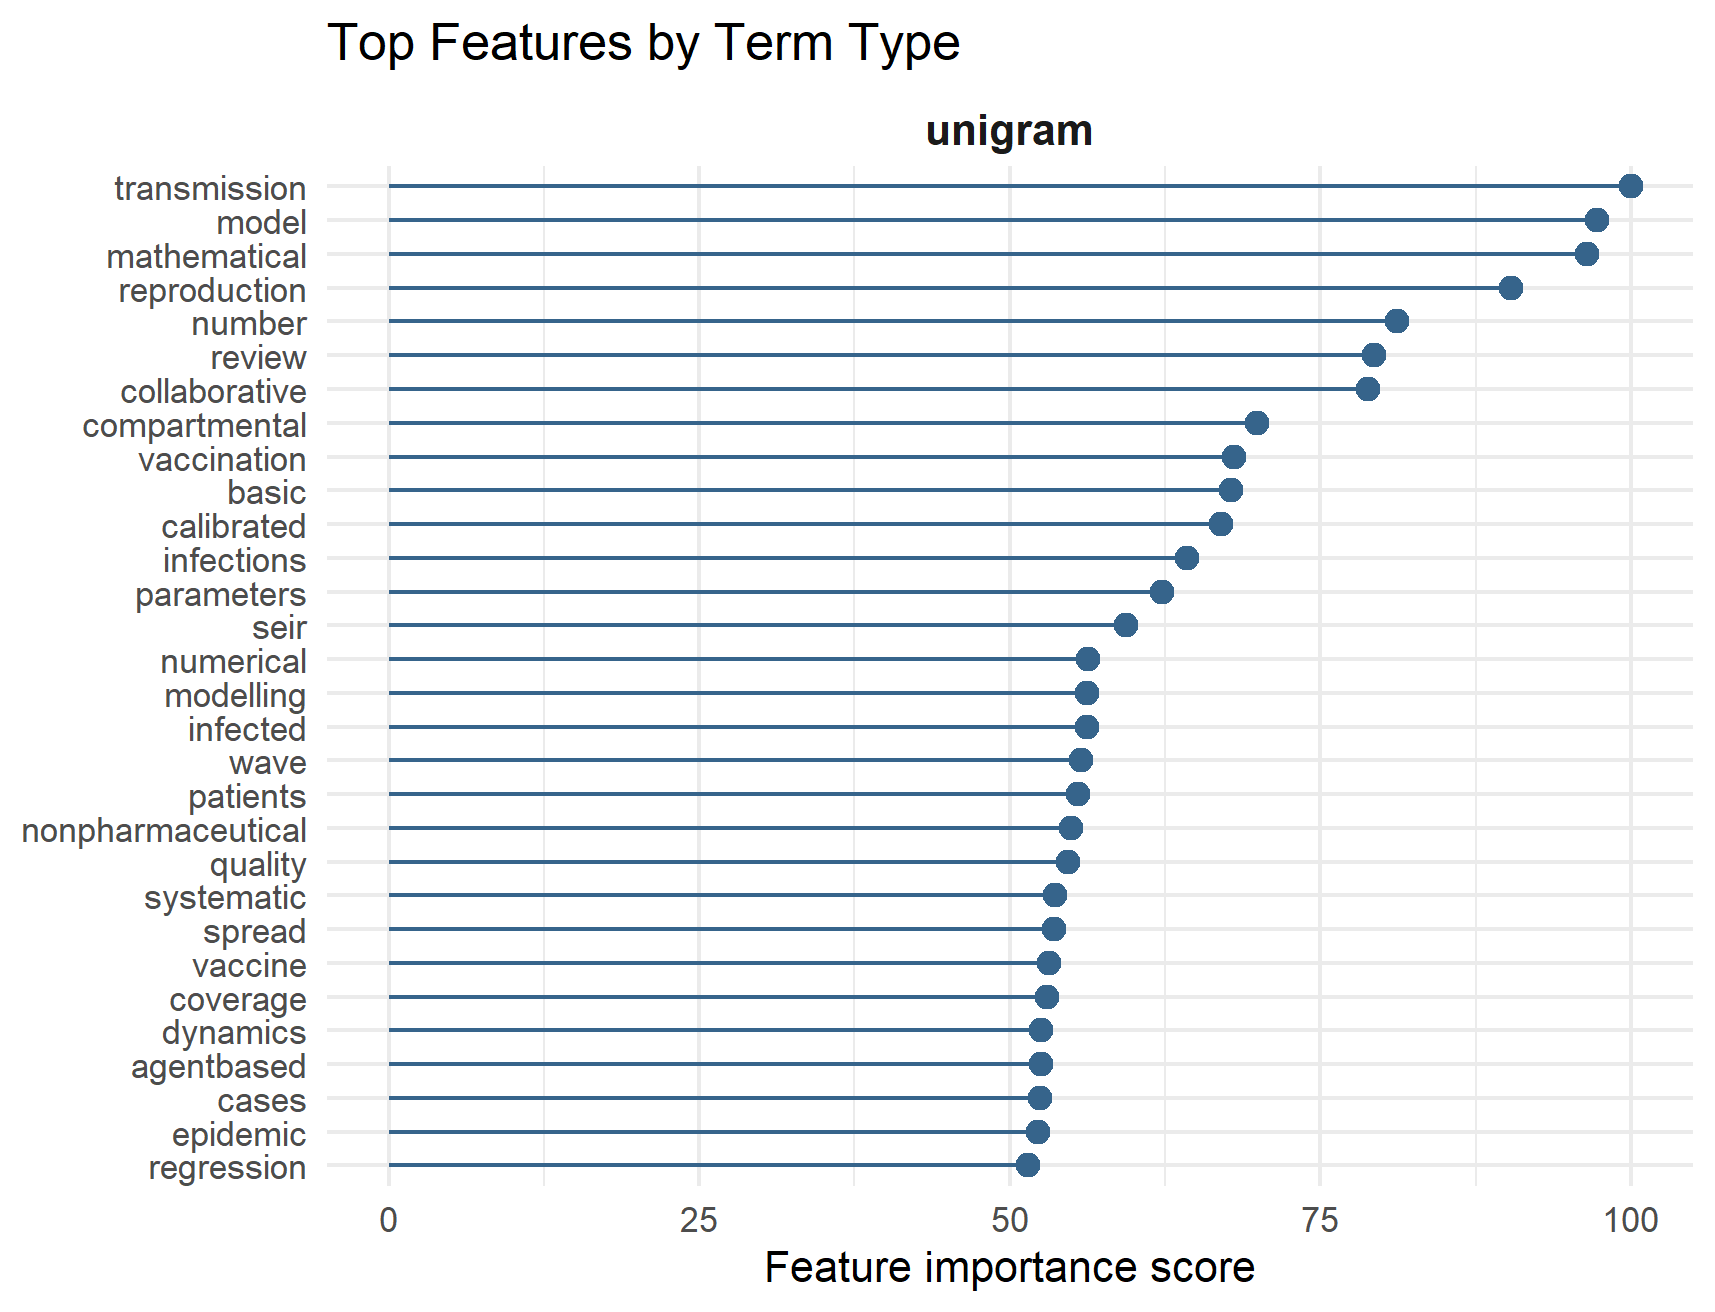 Top Features by Term Type
unigram
transmission
model
mathematical
reproduction
number
review
collaborative
compartmental
vaccination
basic
calibrated
infections
parameters
seir
numerical
modelling
infected
wave
patients
nonpharmaceutical
quality
systematic
spread
vaccine
coverage
dynamics
agentbased
cases
epidemic
regression
0 25 50 75 100
Feature importance score